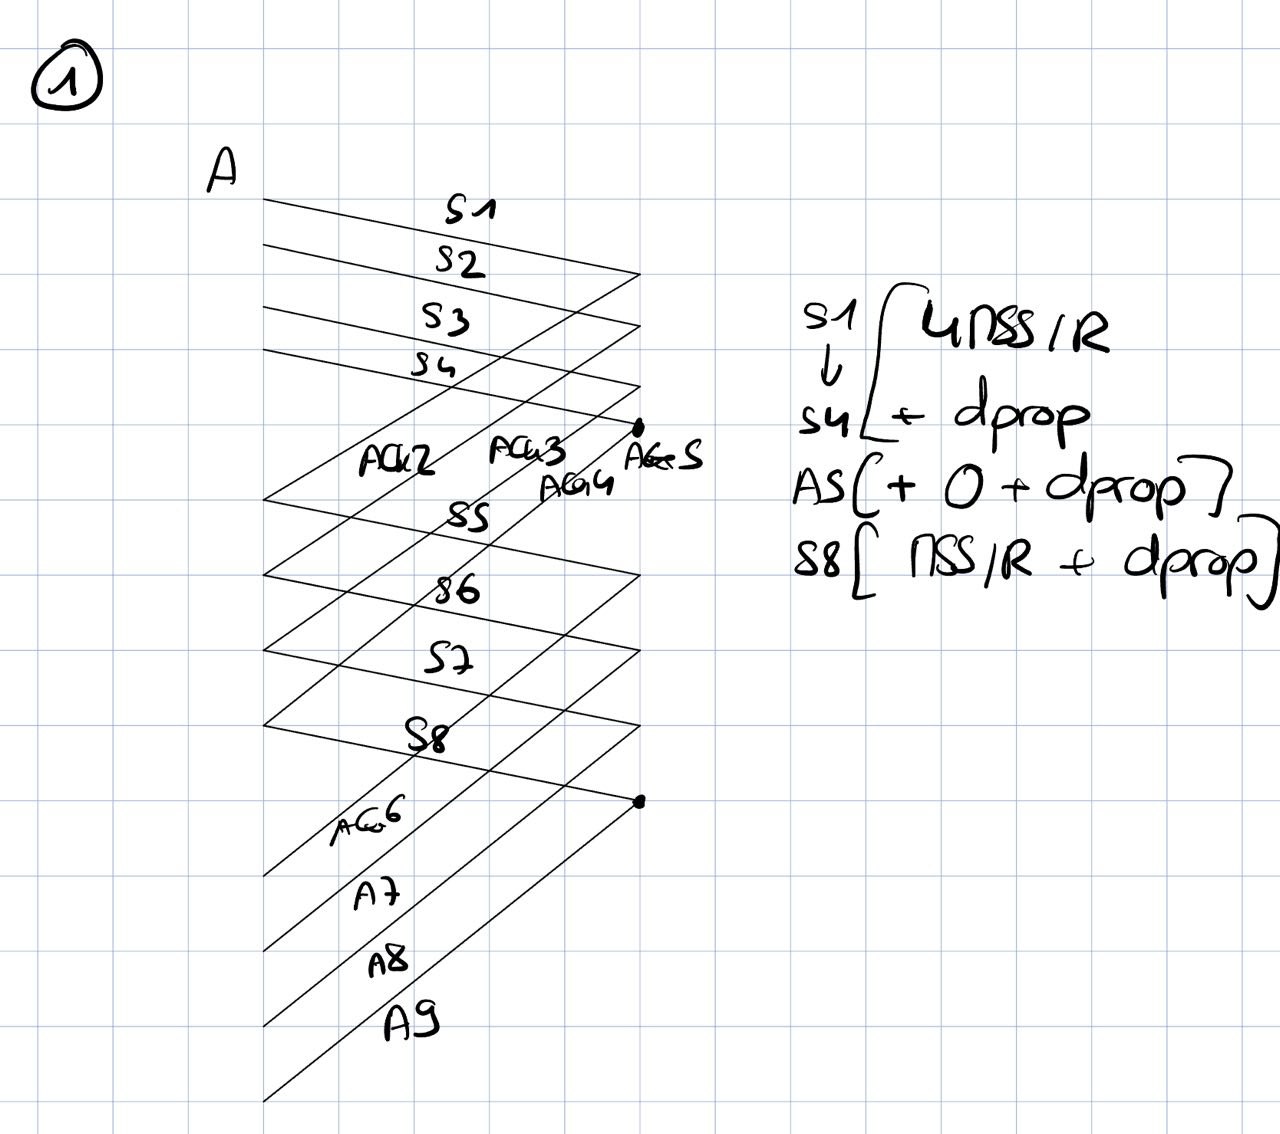 1
A
S1
S2
S3
S4
ACK2 ACK3
ACK4
ACK5
S5
S6
S7
S8
ACK6
A7
A8
A9
S1 [ 4MSS/R
↓
S4 + dprop
A5 [+ 0 + dprop]
S8 [ MSS/R + dprop]